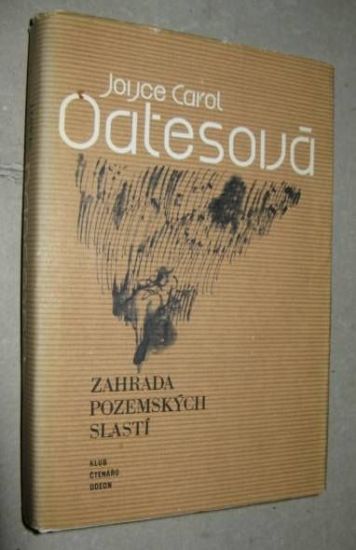 Joyce Carol
Oatesová
ZAHRADA
POZEMSKÝCH
SLASTÍ
KLUB
ČTENÁŘŮ
ODEON